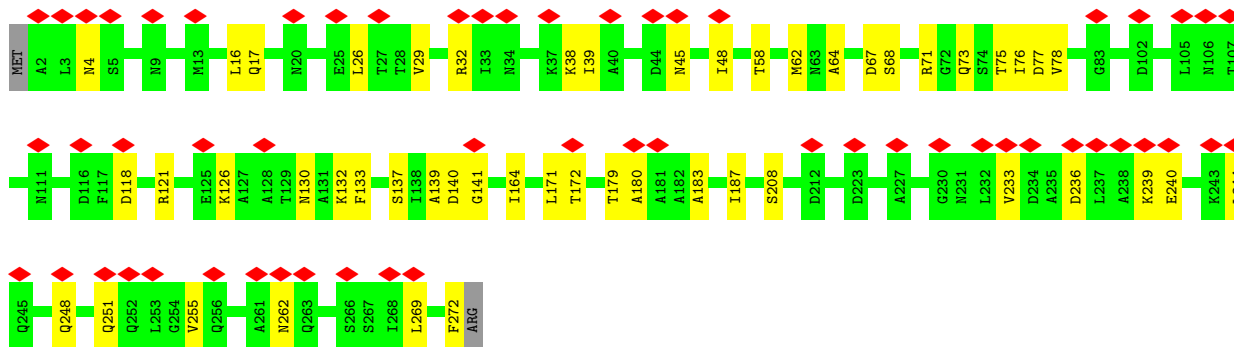 MET A2 L3 N4 S5 N9 M13 L16 Q17 N20 E25 L26 T27 T28 V29 R32 I33 N34 K37 K38 I39 A40 D44 N45 I48 T58 M62 N63 A64 D67 S68 R71 G72 Q73 S74 T75 I76 D77 V78 G83 D102 L105 N106 T107
N111 D116 F117 D118 R121 E125 K126 A127 A128 T129 N130 A131 K132 F133 S137 I138 A139 D140 G141 I164 L171 T172 T179 A180 A181 A182 A183 I187 S208 D212 D223 A227 G230 N231 L232 V233 D234 A235 D236 L237 A238 K239 E240 K243
Q245 Q248 Q251 Q252 L253 G254 V255 Q256 A261 N262 Q263 S266 S267 I268 L269 F272 ARG